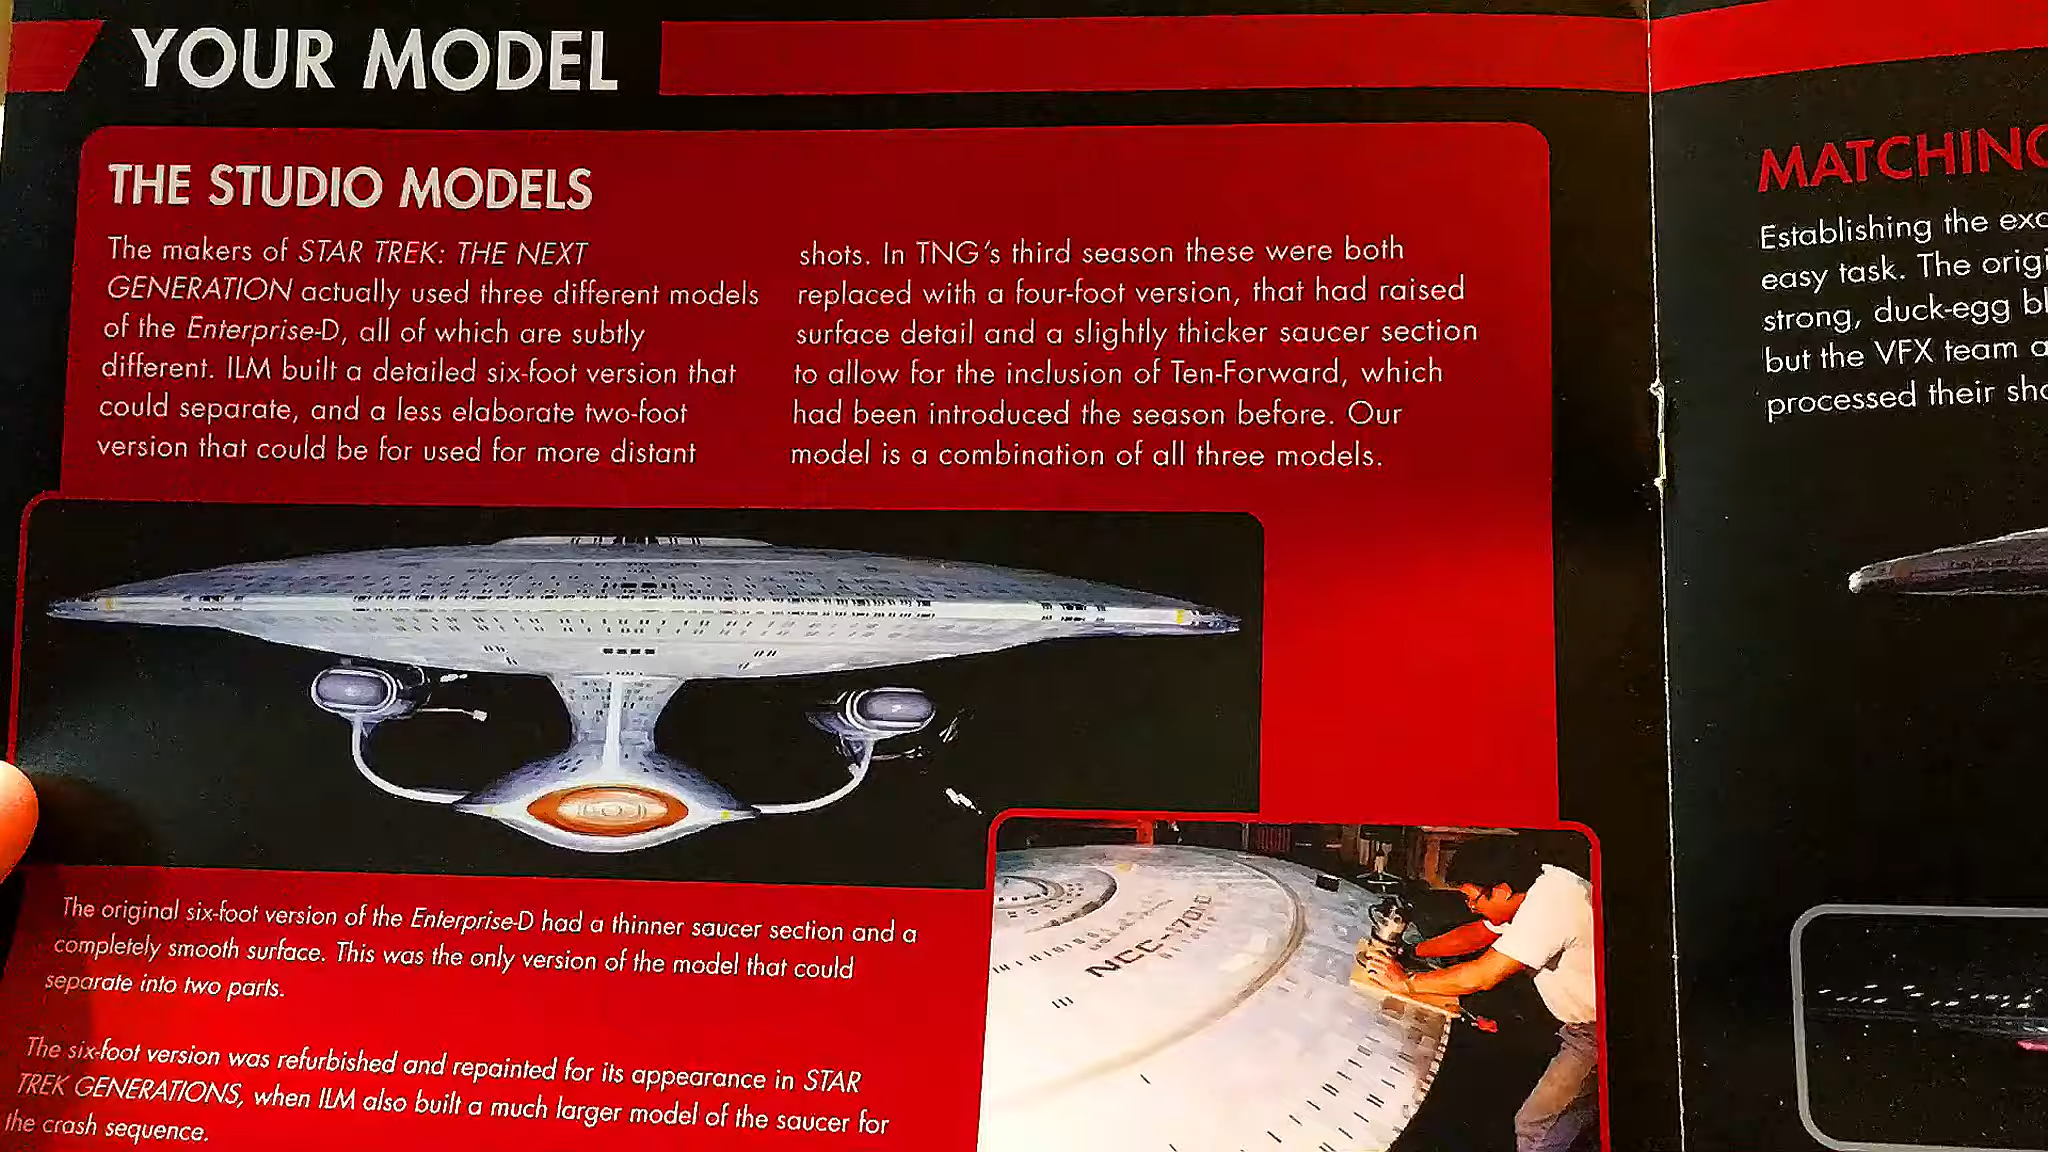 YOUR MODEL
THE STUDIO MODELS
The makers of STAR TREK: THE NEXT
GENERATION actually used three different models
of the Enterprise-D, all of which are subtly
different. ILM built a detailed six-foot version that
could separate, and a less elaborate two-foot
version that could be for used for more distant
shots. In TNG's third season these were both
replaced with a four-foot version, that had raised
surface detail and a slightly thicker saucer section
to allow for the inclusion of Ten-Forward, which
had been introduced the season before. Our
model is a combination of all three models.
The original six-foot version of the Enterprise-D had a thinner saucer section and a
completely smooth surface. This was the only version of the model that could
separate into two parts.
The six-foot version was refurbished and repainted for its appearance in STAR
TREK GENERATIONS, when ILM also built a much larger model of the saucer for
the crash sequence.
NCC-1701D
MATCHING
Establishing the
easy task. The
strong, duck-egg
but the VFX team
processed their